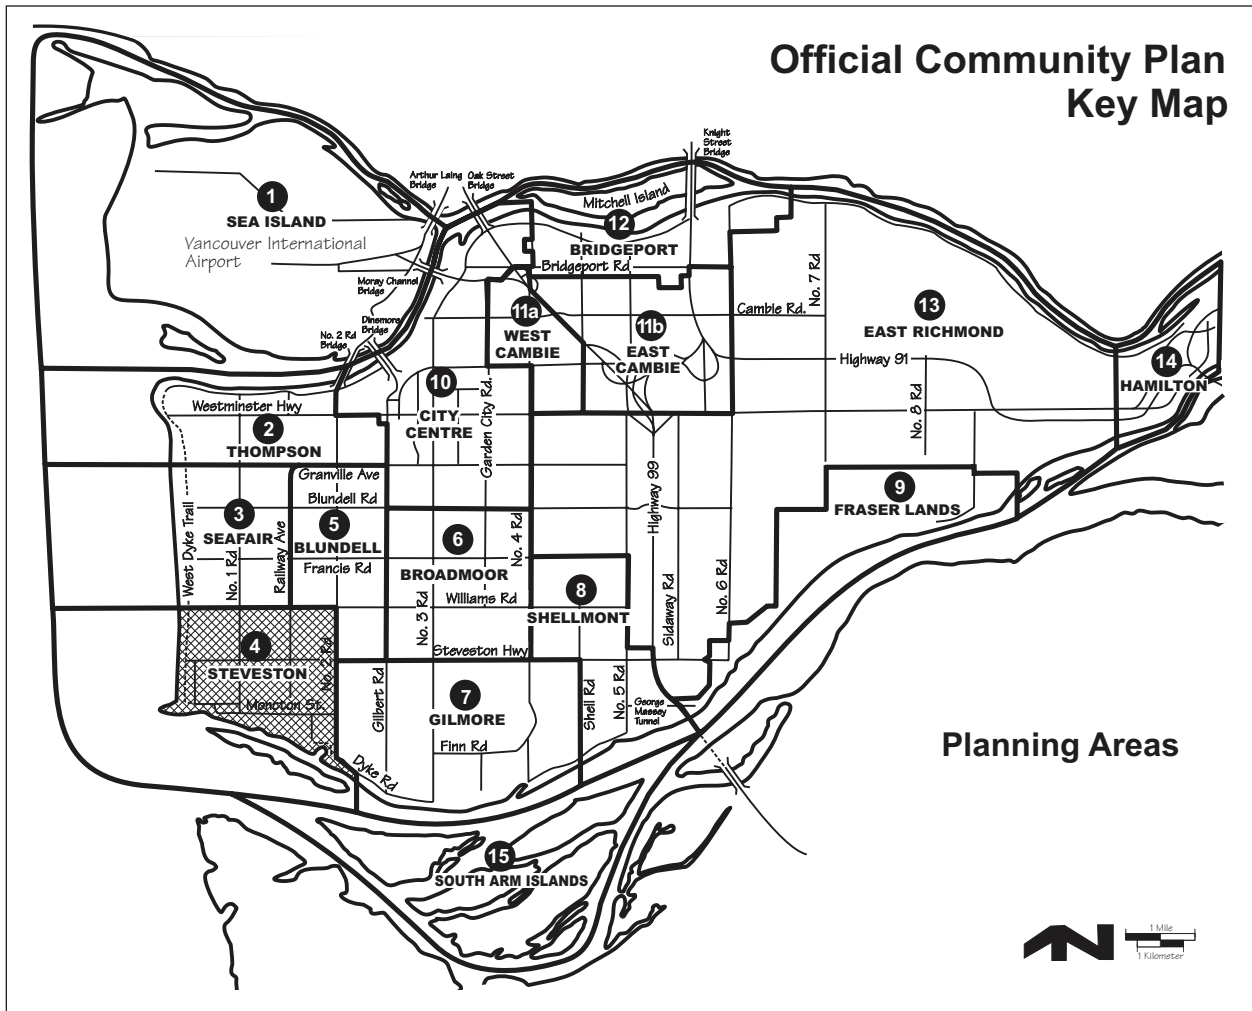 Official Community Plan
Key Map
Knight
Street
Bridge
Arthur Laing
Bridge
Oak Street
Bridge
Mitchell Island
1
SEA ISLAND
Vancouver International
Airport
12
BRIDGEPORT
Bridgeport Rd
Moray Channel
Bridge
Dinsmore
Bridge
No. 2 Rd
Bridge
11a
WEST
CAMBIE
11b
EAST
CAMBIE
Cambie Rd.
No. 7 Rd
13
EAST RICHMOND
Highway 91
14
HAMILTON
10
CITY
CENTRE
Garden City Rd.
Westminster Hwy
2
THOMPSON
No. 8 Rd
Granville Ave
Blundell Rd
Highway 99
9
FRASER LANDS
West Dyke Trail
3
SEAFAIR
No. 1 Rd
Railway Ave
5
BLUNDELL
Francis Rd
6
BROADMOOR
No. 4 Rd
Williams Rd
No. 3 Rd
8
SHELLMONT
Sidaway Rd
No. 6 Rd
4
STEVESTON
No. 2 Rd
Moncton St.
Steveston Hwy
Gilbert Rd
7
GILMORE
Finn Rd
Shell Rd
No. 5 Rd
George
Massey
Tunnel
Dyke Rd
Planning Areas
15
SOUTH ARM ISLANDS
N
1 Mile
1 Kilometer